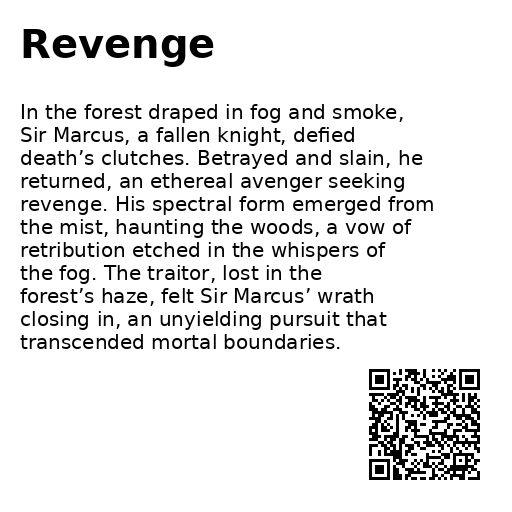 Revenge
In the forest draped in fog and smoke,
Sir Marcus, a fallen knight, defied
death’s clutches. Betrayed and slain, he
returned, an ethereal avenger seeking
revenge. His spectral form emerged from
the mist, haunting the woods, a vow of
retribution etched in the whispers of
the fog. The traitor, lost in the
forest’s haze, felt Sir Marcus’ wrath
closing in, an unyielding pursuit that
transcended mortal boundaries.